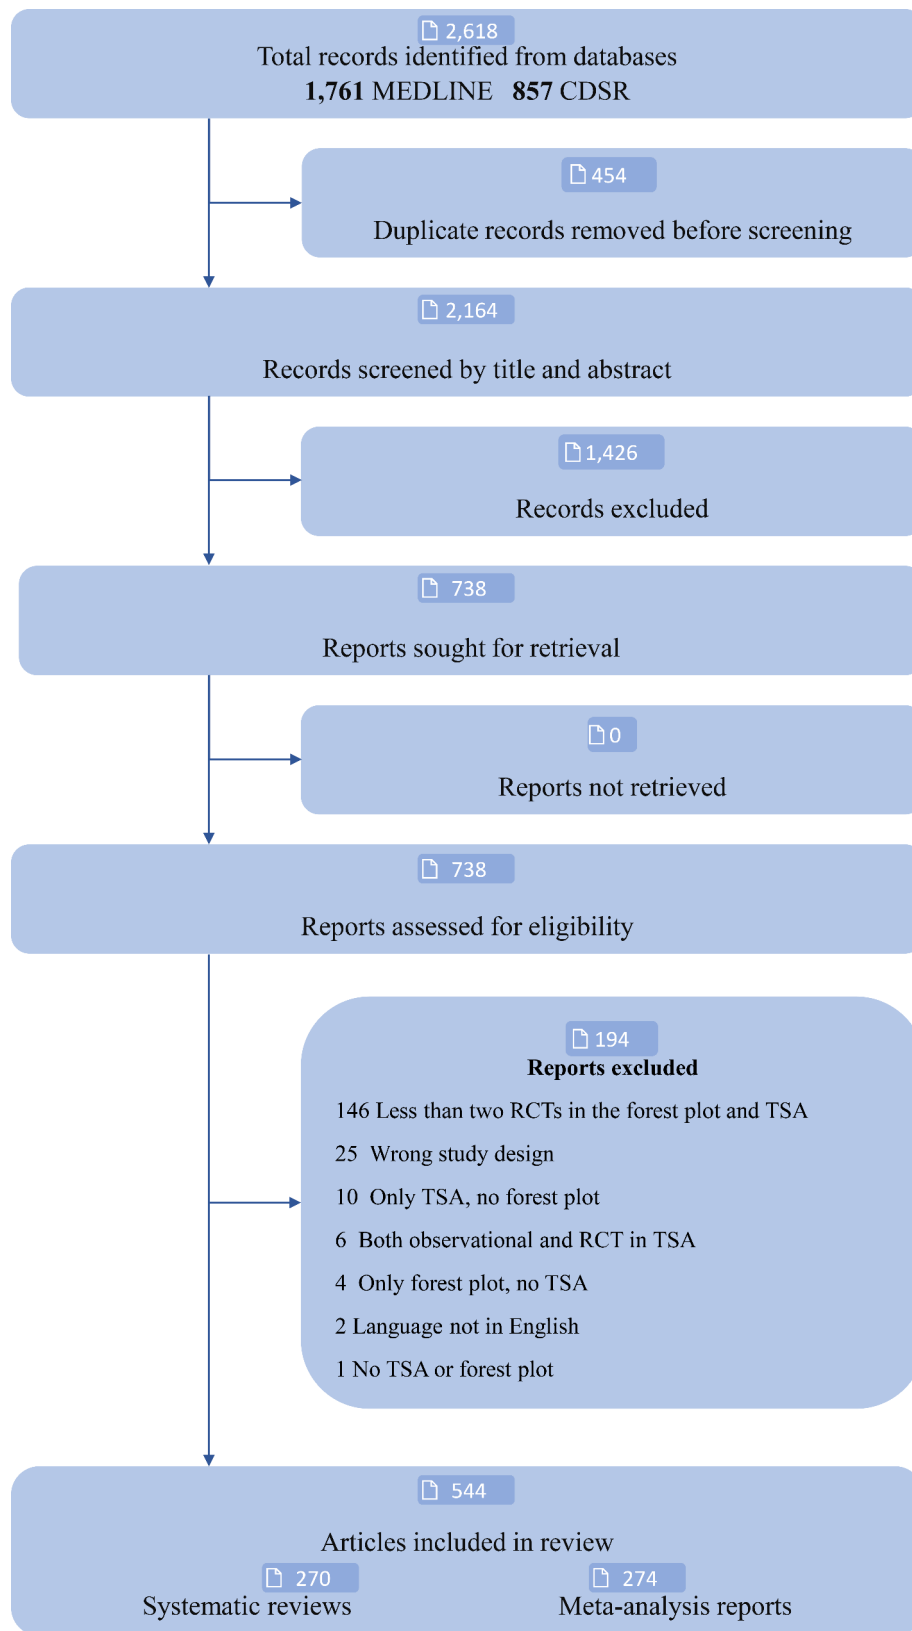 2,618
Total records identified from databases
1,761 MEDLINE 857 CDSR
454
Duplicate records removed before screening
2,164
Records screened by title and abstract
1,426
Records excluded
738
Reports sought for retrieval
0
Reports not retrieved
738
Reports assessed for eligibility
194
Reports excluded
146 Less than two RCTs in the forest plot and TSA
25 Wrong study design
10 Only TSA, no forest plot
6 Both observational and RCT in TSA
4 Only forest plot, no TSA
2 Language not in English
1 No TSA or forest plot
544
Articles included in review
270 274
Systematic reviews Meta-analysis reports